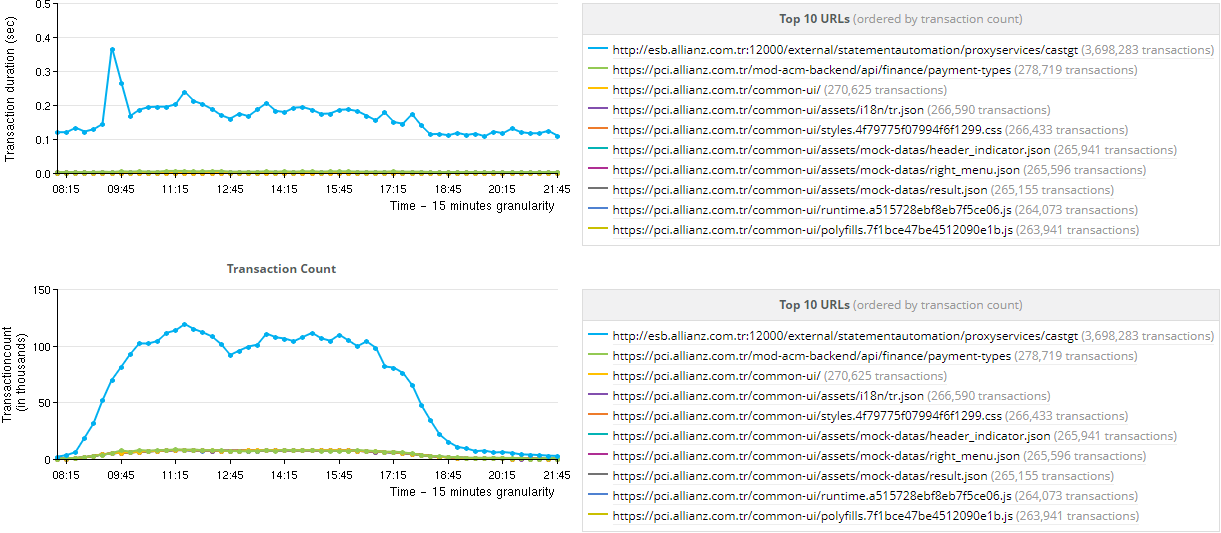 Transaction duration (sec)
0.5
0.4
0.3
0.2
0.1
0.0
08:15 09:45 11:15 12:45 14:15 15:45 17:15 18:45 20:15 21:45
Time - 15 minutes granularity
Top 10 URLs (ordered by transaction count)
http://esb.allianz.com.tr:12000/external/statementautomation/proxyservices/castgt (3,698,283 transactions)
https://pci.allianz.com.tr/mod-acm-backend/api/finance/payment-types (278,719 transactions)
https://pci.allianz.com.tr/common-ui/ (270,625 transactions)
https://pci.allianz.com.tr/common-ui/assets/i18n/tr.json (266,590 transactions)
https://pci.allianz.com.tr/common-ui/styles.4f79775f07994f6f1299.css (266,433 transactions)
https://pci.allianz.com.tr/common-ui/assets/mock-datas/header_indicator.json (265,941 transactions)
https://pci.allianz.com.tr/common-ui/assets/mock-datas/right_menu.json (265,596 transactions)
https://pci.allianz.com.tr/common-ui/assets/mock-datas/result.json (265,155 transactions)
https://pci.allianz.com.tr/common-ui/runtime.a515728ebf8eb7f5ce06.js (264,073 transactions)
https://pci.allianz.com.tr/common-ui/polyfills.7f1bce47be4512090e1b.js (263,941 transactions)
Transaction Count
Transactioncount
(in thousands)
150
100
50
0
08:15 09:45 11:15 12:45 14:15 15:45 17:15 18:45 20:15 21:45
Time - 15 minutes granularity
Top 10 URLs (ordered by transaction count)
http://esb.allianz.com.tr:12000/external/statementautomation/proxyservices/castgt (3,698,283 transactions)
https://pci.allianz.com.tr/mod-acm-backend/api/finance/payment-types (278,719 transactions)
https://pci.allianz.com.tr/common-ui/ (270,625 transactions)
https://pci.allianz.com.tr/common-ui/assets/i18n/tr.json (266,590 transactions)
https://pci.allianz.com.tr/common-ui/styles.4f79775f07994f6f1299.css (266,433 transactions)
https://pci.allianz.com.tr/common-ui/assets/mock-datas/header_indicator.json (265,941 transactions)
https://pci.allianz.com.tr/common-ui/assets/mock-datas/right_menu.json (265,596 transactions)
https://pci.allianz.com.tr/common-ui/assets/mock-datas/result.json (265,155 transactions)
https://pci.allianz.com.tr/common-ui/runtime.a515728ebf8eb7f5ce06.js (264,073 transactions)
https://pci.allianz.com.tr/common-ui/polyfills.7f1bce47be4512090e1b.js (263,941 transactions)